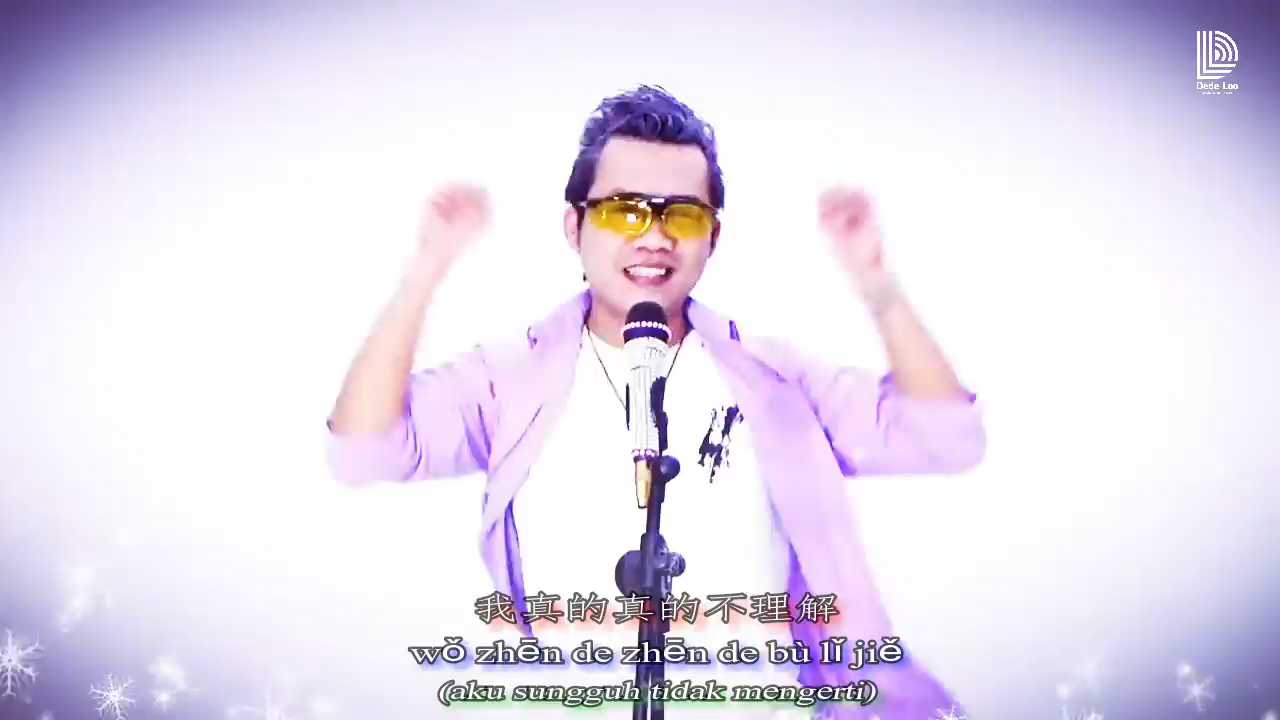 Dede Loo
我真的真的不理解
wǒ zhēn de zhēn de bù lǐ jiě
(aku sungguh tidak mengerti)